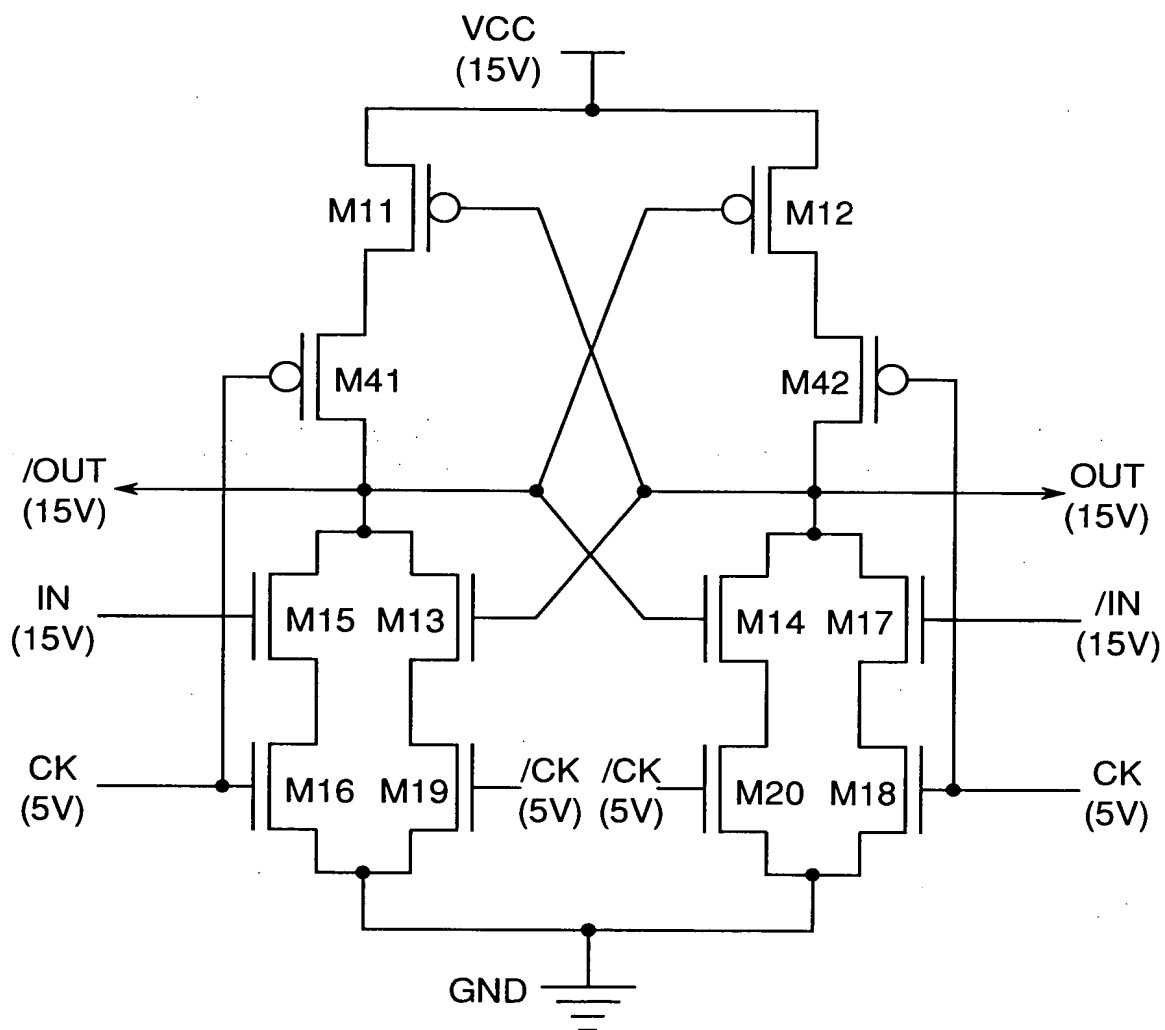 VCC
(15V)
M11
M12
M41
M42
/OUT
(15V)
OUT
(15V)
IN
(15V)
M15
M13
M14
M17
/IN
(15V)
CK
(5V)
M16
M19
/CK
(5V)
/CK
(5V)
M20
M18
CK
(5V)
GND